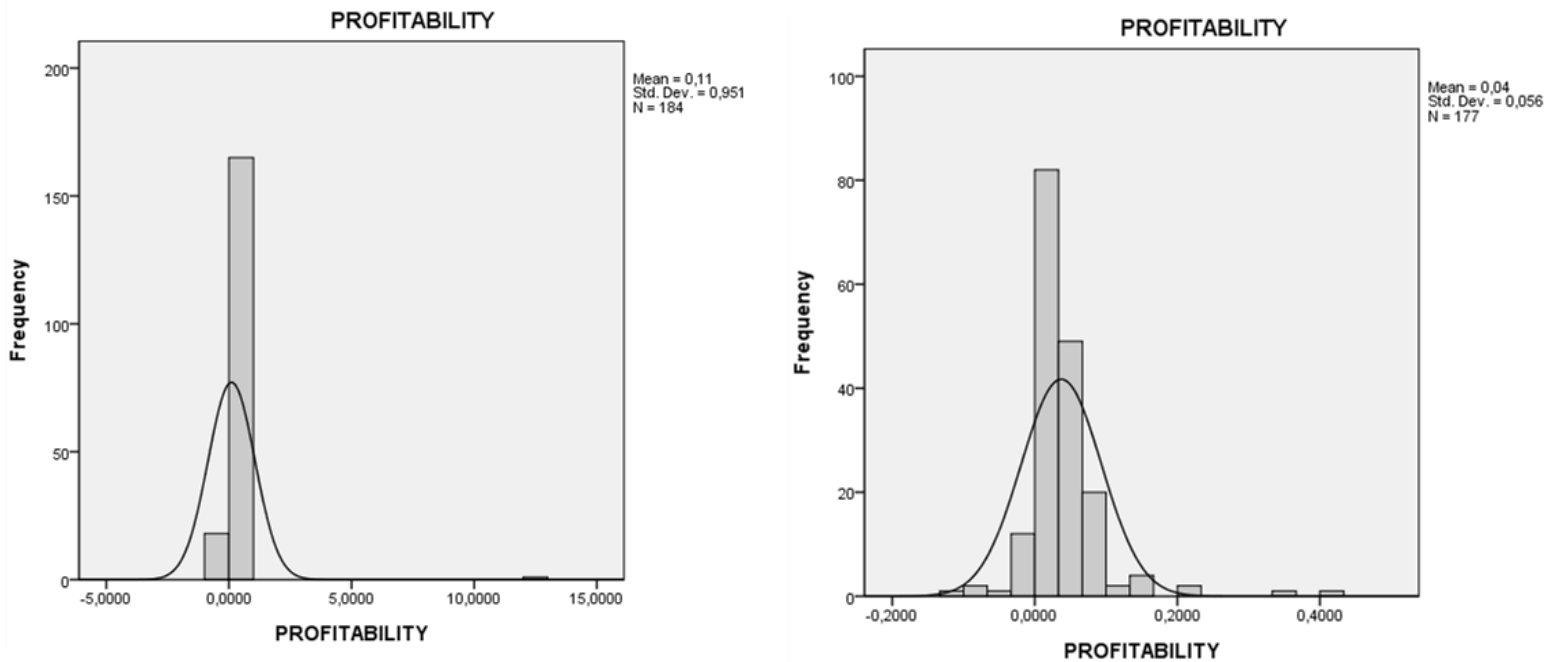 PROFITABILITY
Mean = 0,11
Std. Dev. = 0,951
N = 184
200
150
100
50
0
Frequency
-5,0000 0,0000 5,0000 10,0000 15,0000
PROFITABILITY
PROFITABILITY
Mean = 0,04
Std. Dev. = 0,056
N = 177
100
80
60
40
20
0
Frequency
-0,2000 0,0000 0,2000 0,4000
PROFITABILITY